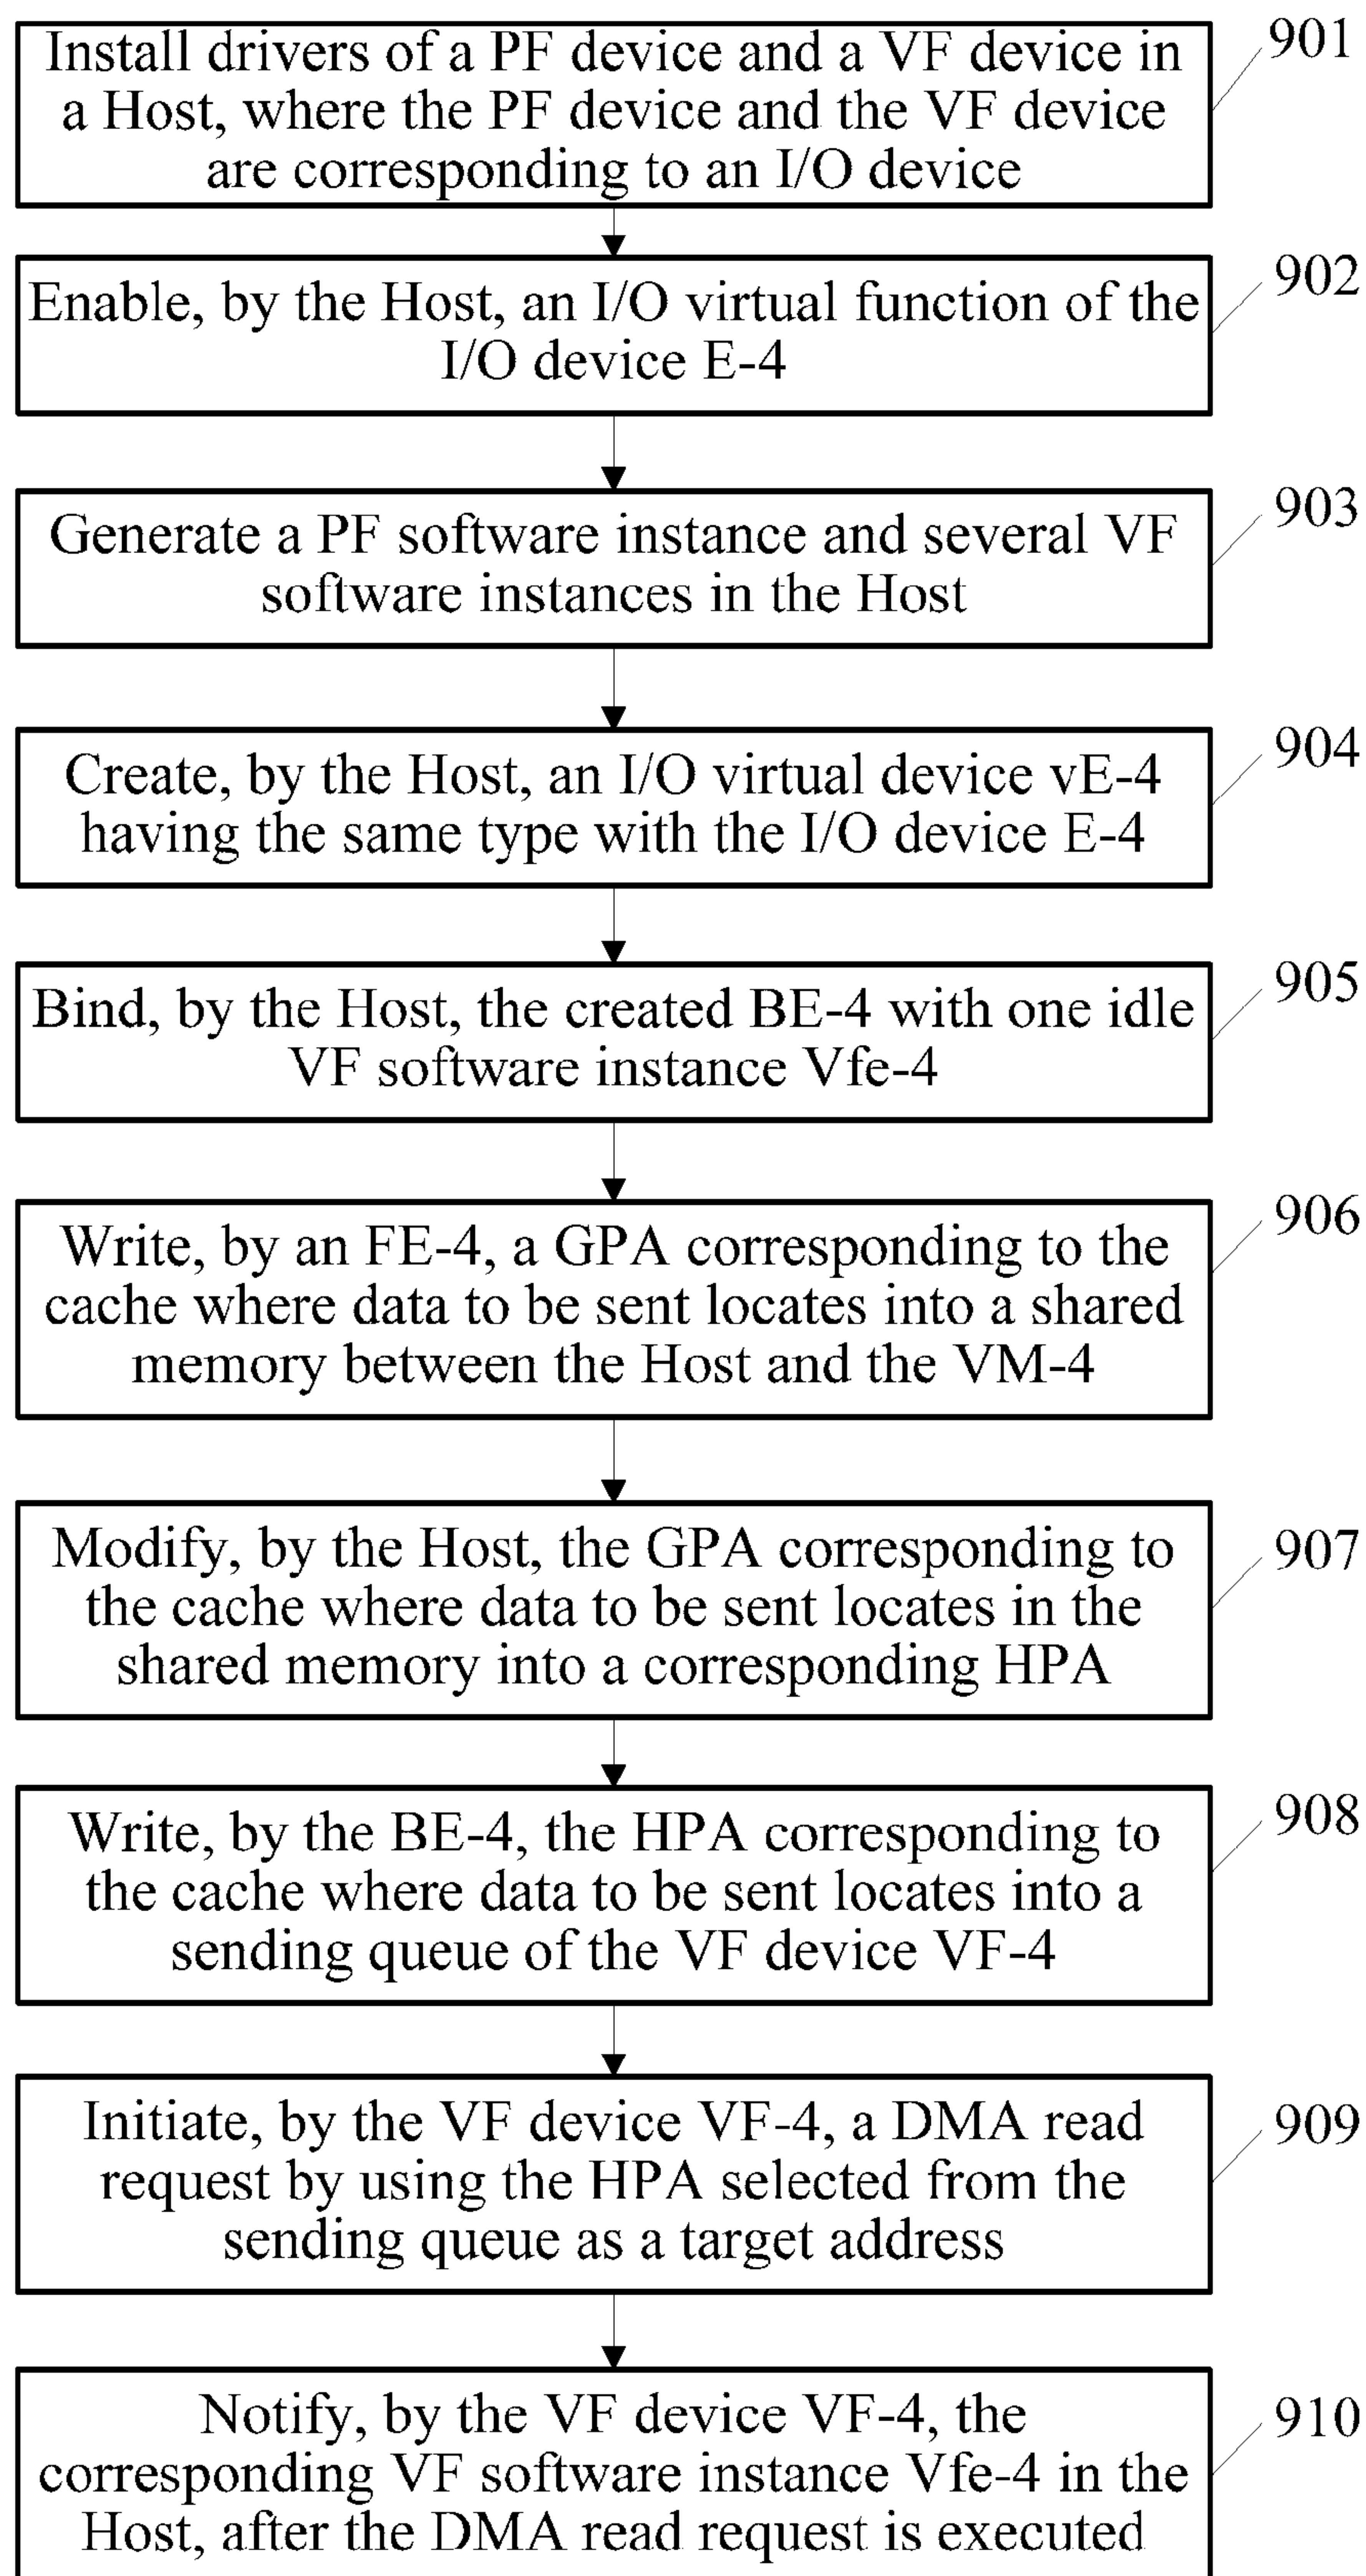 Install drivers of a PF device and a VF device in
a Host, where the PF device and the VF device
are corresponding to an I/O device
901
Enable, by the Host, an I/O virtual function of the
I/O device E-4
902
Generate a PF software instance and several VF
software instances in the Host
903
Create, by the Host, an I/O virtual device vE-4
having the same type with the I/O device E-4
904
Bind, by the Host, the created BE-4 with one idle
VF software instance Vfe-4
905
Write, by an FE-4, a GPA corresponding to the
cache where data to be sent locates into a shared
memory between the Host and the VM-4
906
Modify, by the Host, the GPA corresponding to
the cache where data to be sent locates in the
shared memory into a corresponding HPA
907
Write, by the BE-4, the HPA corresponding to
the cache where data to be sent locates into a
sending queue of the VF device VF-4
908
Initiate, by the VF device VF-4, a DMA read
request by using the HPA selected from the
sending queue as a target address
909
Notify, by the VF device VF-4, the
corresponding VF software instance Vfe-4 in the
Host, after the DMA read request is executed
910